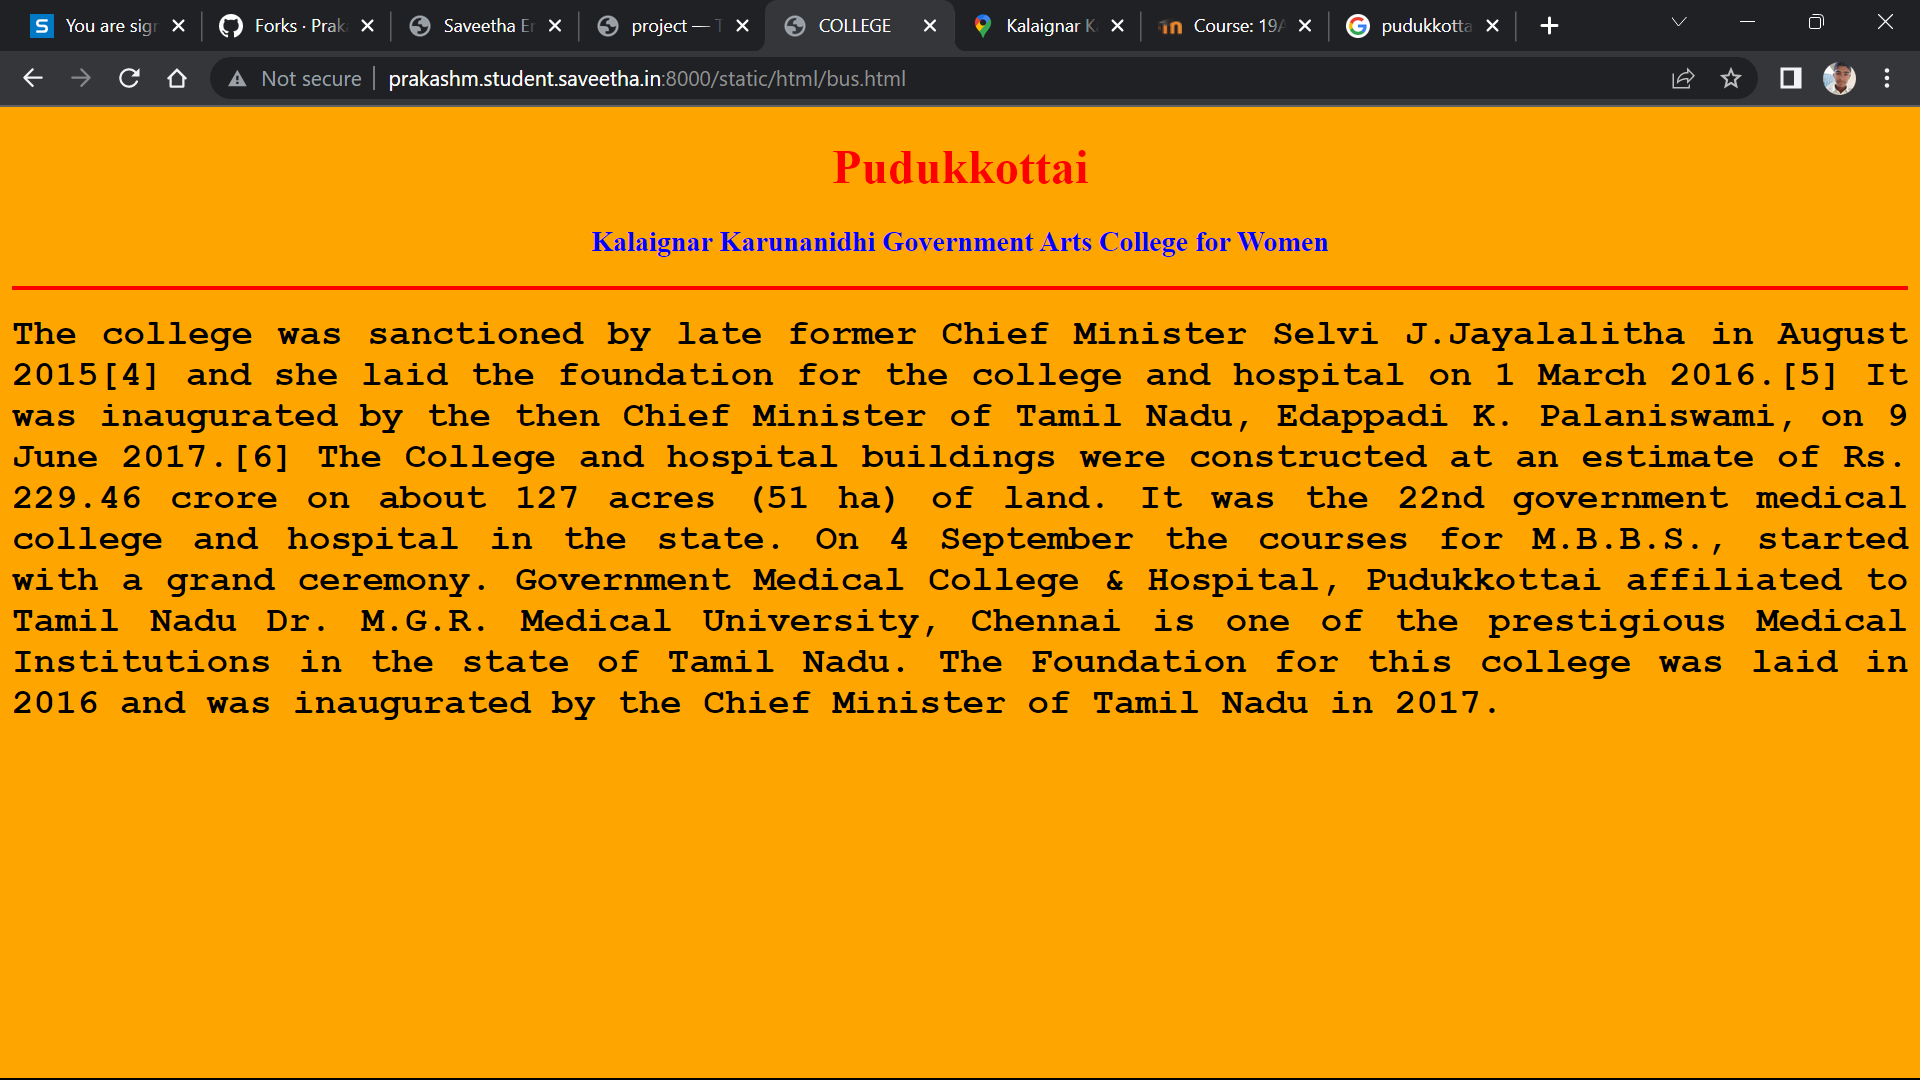 You are sign
Forks · Prak
Saveetha En
project — T
COLLEGE
Kalaignar K
Course: 19A
pudukkotta
Not secure
prakashm.student.saveetha.in:8000/static/html/bus.html
Pudukkottai
Kalaignar Karunanidhi Government Arts College for Women
The college was sanctioned by late former Chief Minister Selvi J.Jayalalitha in August
2015[4] and she laid the foundation for the college and hospital on 1 March 2016.[5] It
was inaugurated by the then Chief Minister of Tamil Nadu, Edappadi K. Palaniswami, on 9
June 2017.[6] The College and hospital buildings were constructed at an estimate of Rs.
229.46 crore on about 127 acres (51 ha) of land. It was the 22nd government medical
college and hospital in the state. On 4 September the courses for M.B.B.S., started
with a grand ceremony. Government Medical College & Hospital, Pudukkottai affiliated to
Tamil Nadu Dr. M.G.R. Medical University, Chennai is one of the prestigious Medical
Institutions in the state of Tamil Nadu. The Foundation for this college was laid in
2016 and was inaugurated by the Chief Minister of Tamil Nadu in 2017.